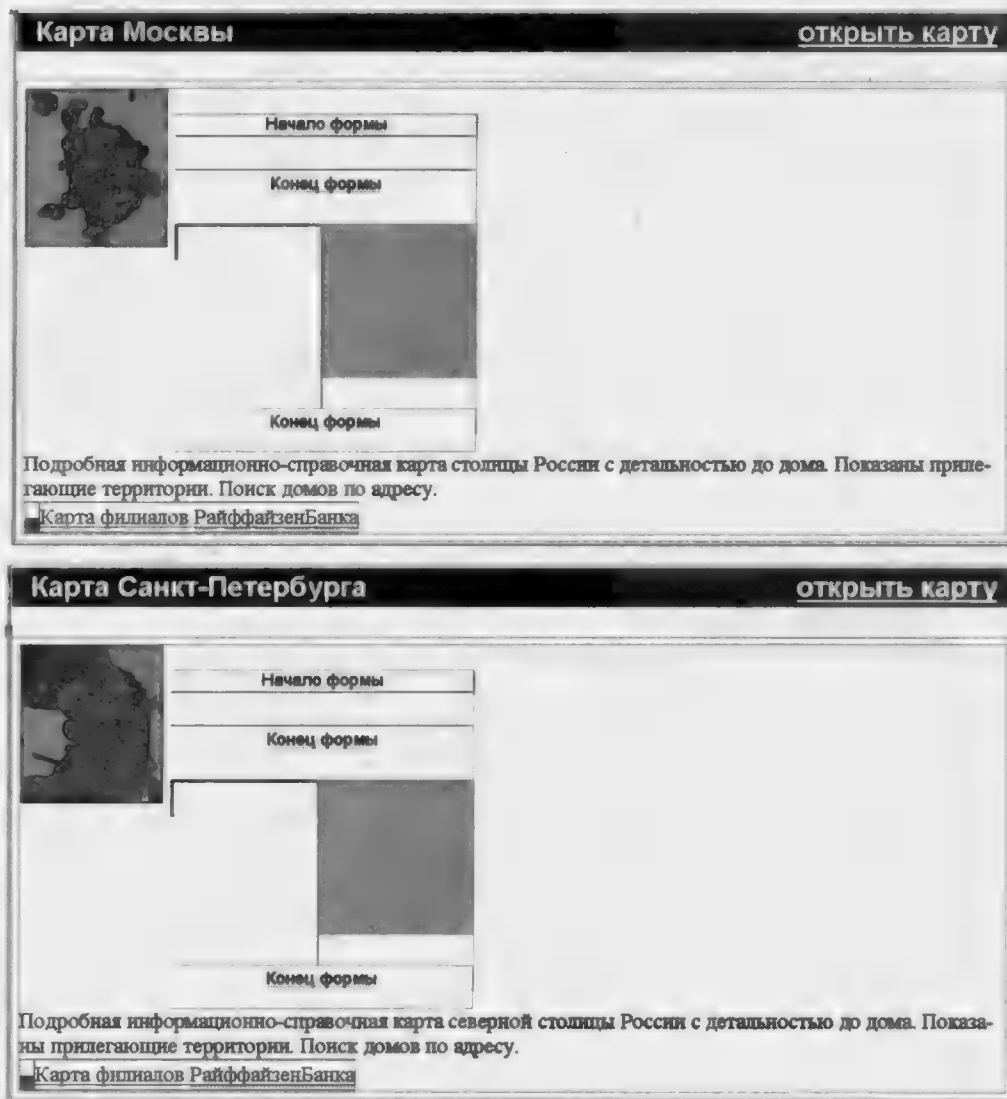 Карта Москвы открыть карту
Начало формы
Конец формы
Конец формы
Подробная информационно-справочная карта столицы России с детальностью до дома. Показаны приле-
гающие территории. Поиск домов по адресу.
Карта филиалов РайффайзенБанка
Карта Санкт-Петербурга открыть карту
Начало формы
Конец формы
Конец формы
Подробная информационно-справочная карта северной столицы России с детальностью до дома. Показа-
ны прилегающие территории. Поиск домов по адресу.
Карта филиалов РайффайзенБанка